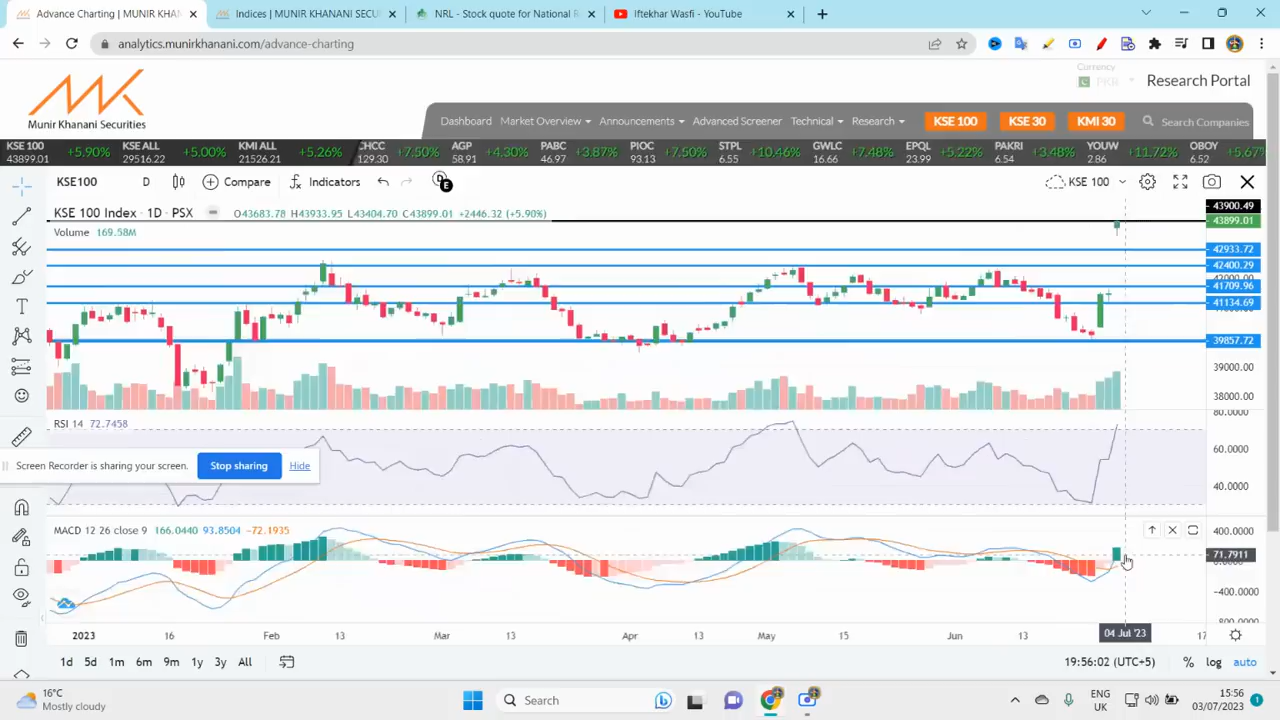 Advance Charting | MUNIR KHAN
Indices | MUNIR KHANANI SECU
NRL - Stock quote for National R
Iftekhar Wasfi - YouTube
analytics.munirkhanani.com/advance-charting
Currency
PKR
Research Portal
Munir Khanani Securities
Dashboard Market Overview Announcements Advanced Screener Technical Research KSE 100 KSE 30 KMI 30 Search Companies
KSE 100 43899.01 +5.90% KSE ALL 29516.22 +5.00% KMI ALL 21526.21 +5.26% CHCC 129.30 +7.50% AGP 58.91 +4.30% PABC 46.97 +3.87% PIOC 93.13 +7.50% STPL 6.55 +10.46% GWLC 16.66 +7.48% EPQL 23.99 +5.22% PAKRI 6.54 +3.48% YOUW 2.86 +11.72% OBOY 6.52 +5.67%
KSE100 D Compare Indicators D E KSE 100
KSE 100 Index · 1D · PSX O43683.78 H43933.95 L43404.70 C43899.01 +2446.32 (+5.90%)
Volume 169.58M
43900.49
43899.01
42933.72
42400.29
42000.00
41709.96
41134.69
39857.72
39000.00
38000.00
RSI 14 72.7458
80.0000
60.0000
40.0000
Screen Recorder is sharing your screen. Stop sharing Hide
MACD 12 26 close 9 166.0440 93.8504 −72.1935
400.0000
71.7911
−400.0000
2023 16 Feb 13 Mar 13 Apr 13 May 15 Jun 13 04 Jul '23 17
1d 5d 1m 6m 9m 1y 3y All 19:56:02 (UTC+5) % log auto
16°C
Mostly cloudy
Search
ENG
UK
15:56
03/07/2023
1